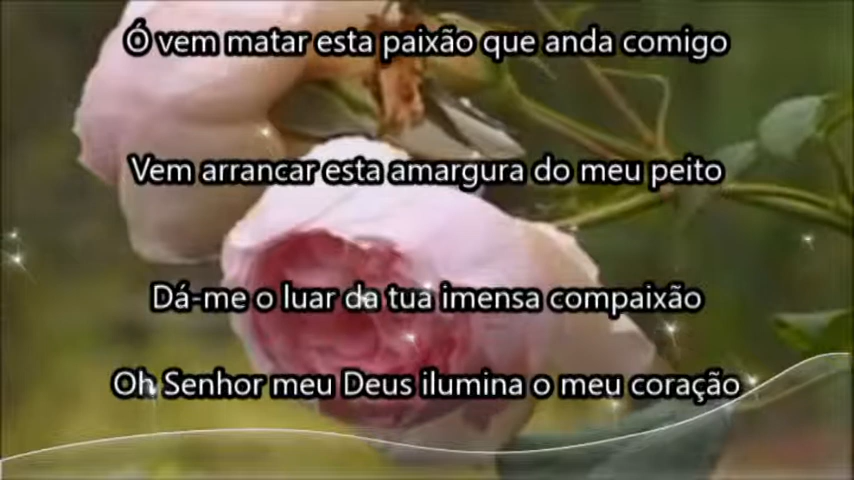 Ó vem matar esta paixão que anda comigo
Vem arrancar esta amargura do meu peito
Dá-me o luar da tua imensa compaixão
Oh Senhor meu Deus ilumina o meu coração